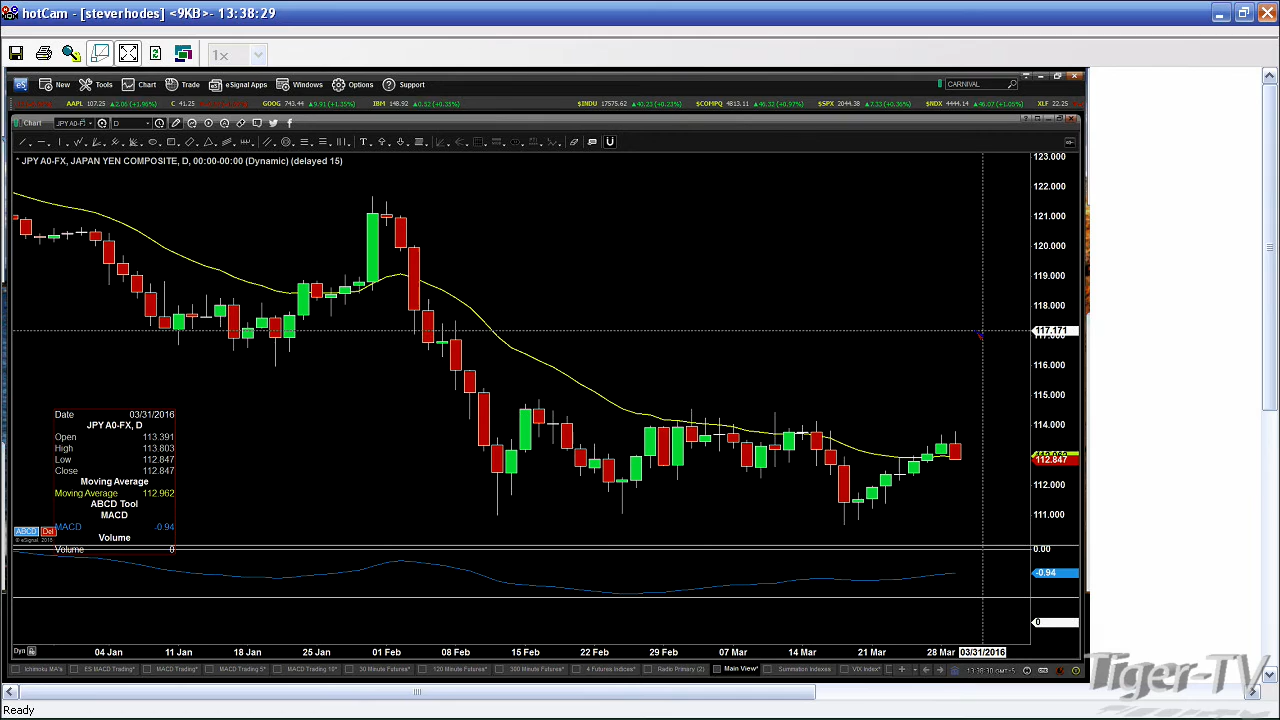 hotCam - [steverhodes] <9KB>- 13:38:29
1x
eS New Tools Chart Trade eSignal Apps Windows Options Support CARNIVAL
AAPL 107.25 ▲2.06 (+1.96%) C 41.25 GOOG 743.44 ▲9.91 (+1.35%) IBM 148.92 ▲0.52 (+0.35%) $INDU 17575.62 ▲40.23 (+0.23%) $COMPQ 4813.11 ▲46.32 (+0.97%) $SPX 2044.38 ▲7.33 (+0.36%) $NDX 4444.14 ▲46.07 (+1.05%) XLF 22.25
Chart JPY A0-FX D
* JPY A0-FX, JAPAN YEN COMPOSITE, D, 00:00-00:00 (Dynamic) (delayed 15)
123.000
122.000
121.000
120.000
119.000
118.000
117.171
116.000
115.000
114.000
112.847
112.000
111.000
Date 03/31/2016
JPY A0-FX, D
Open 113.391
High 113.803
Low 112.847
Close 112.847
Moving Average
Moving Average 112.962
ABCD Tool
MACD
MACD -0.94
Volume
Volume 0
ABCD Del
© eSignal, 2016
0.00
-0.94
0
Dyn 04 Jan 11 Jan 18 Jan 25 Jan 01 Feb 08 Feb 15 Feb 22 Feb 29 Feb 07 Mar 14 Mar 21 Mar 28 Mar 03/31/2016
Ichimoku MA's ES MACD Trading* MACD Trading* MACD Trading 5* MACD Trading 10* 30 Minute Futures* 120 Minute Futures* 300 Minute Futures* 4 Futures Indices* Radio Primary (2) Main View* Summation Indexes VIX Index*
Tiger-TV
Ready